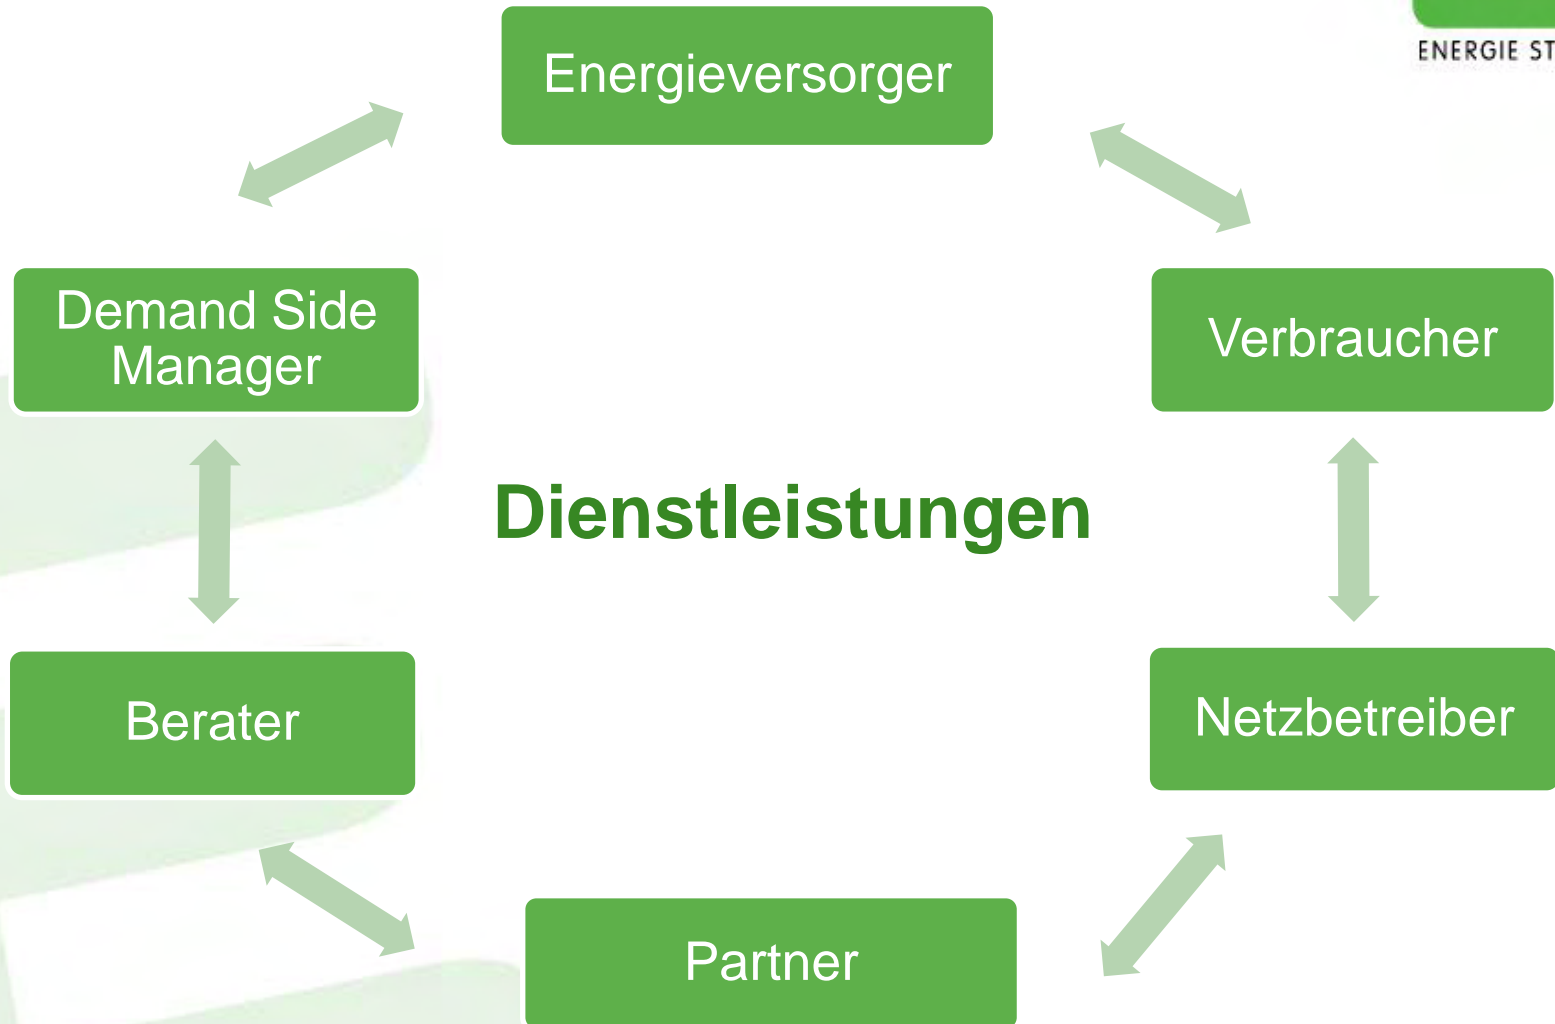 Energieversorger
ENERGIE ST
Demand Side
Manager
Verbraucher
Dienstleistungen
Berater
Netzbetreiber
Partner